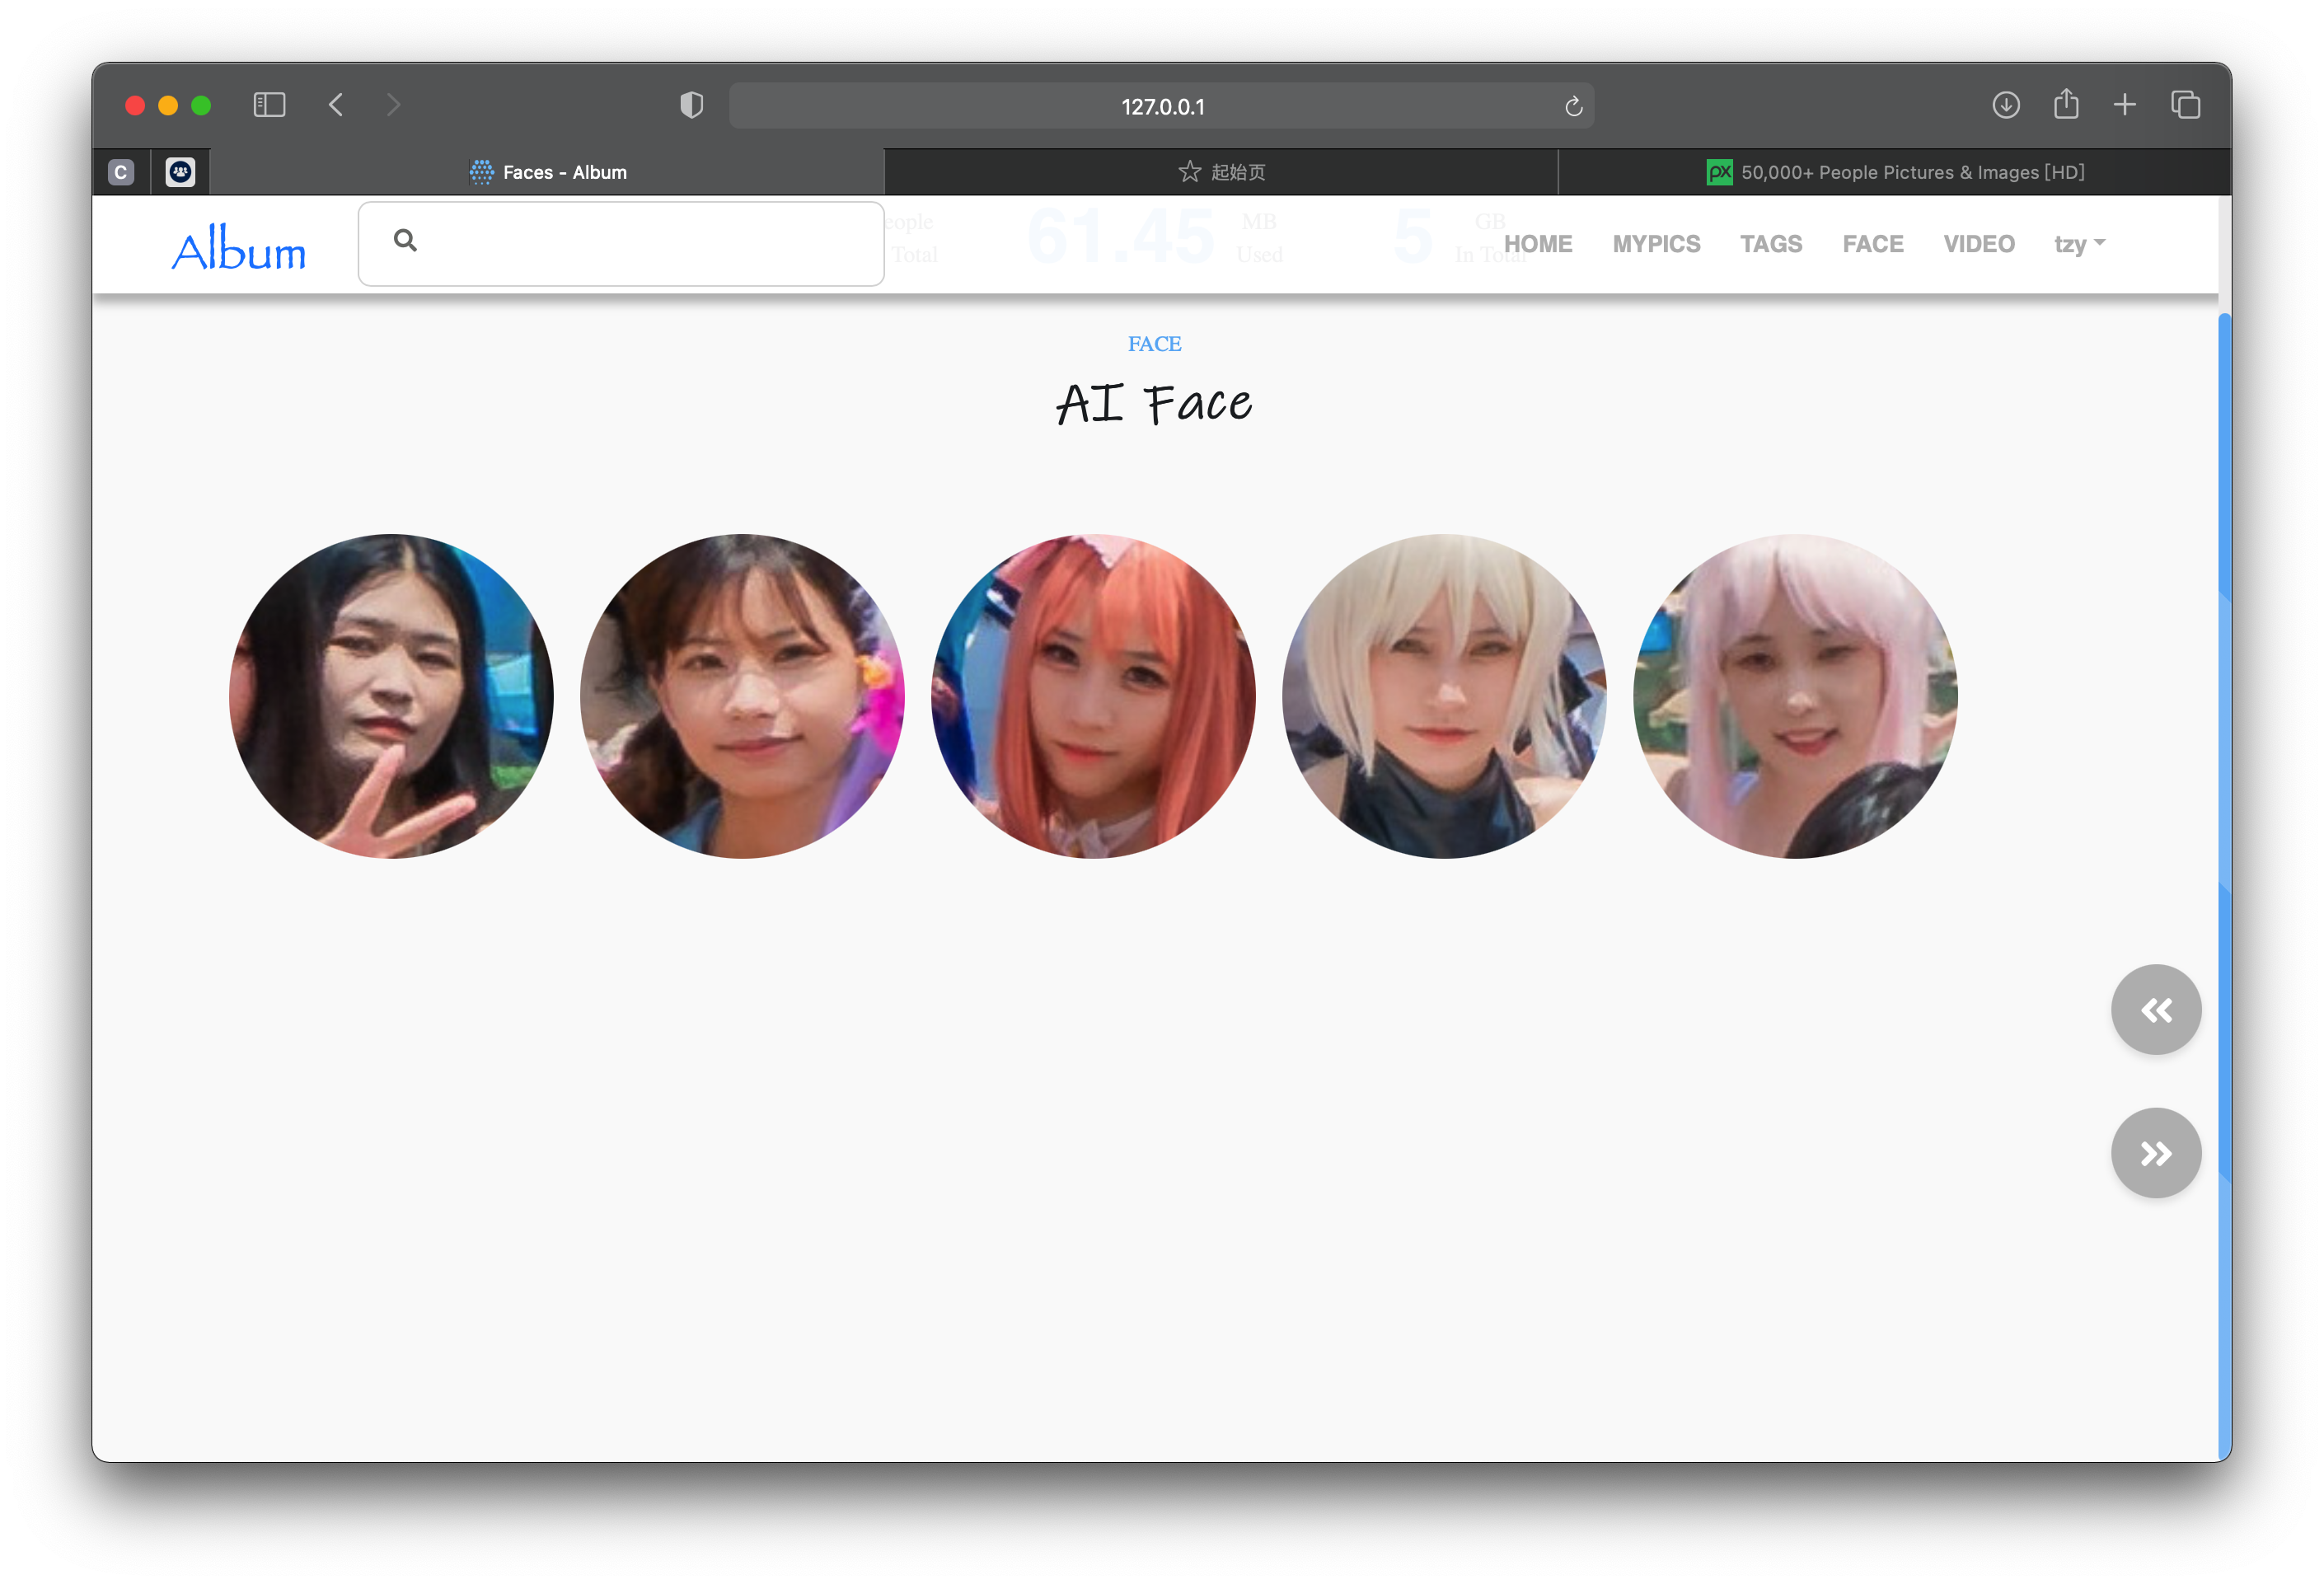 127.0.0.1
C
Faces - Album
起始页
50,000+ People Pictures & Images [HD]
Album
eople
Total
61.45
MB
Used
5
GB
In Total
HOME
MYPICS
TAGS
FACE
VIDEO
tzy
FACE
AI Face